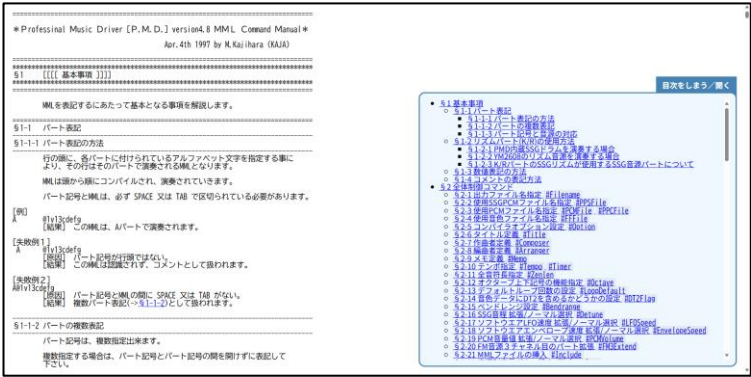 ＊Professinal Music Driver [P.M.D.] version4.8 MML Command Manual＊
Apr.4th 1997 by M.Kajihara (KAJA)
§1 [[[[ 基本事項 ]]]]
MMLを表記するにあたって基本となる事項を解説します。
§1-1 パート表記
§1-1-1 パート表記の方法
行の頭に、各パートに付けられているアルファベット文字を指定する事に
より、その行はそのパートで演奏されるMMLとなります。
MMLは頭から順にコンパイルされ、演奏されていきます。
パート記号とMMLは、必ず SPACE 又は TAB で区切られている必要があります。
[例]
A @1v13cdefg
[結果] このMMLは、Aパートで演奏されます。
[失敗例１]
 A @1v13cdefg
[原因] パート記号が行頭ではない。
[結果] このMMLは認識されず、コメントとして扱われます。
[失敗例２]
A@1v13cdefg
[原因] パート記号とMMLの間に SPACE 又は TAB がない。
[結果] 複数パート表記(->§1-1-2)として扱われます。
§1-1-2 パートの複数表記
パート記号は、複数指定出来ます。
複数指定する場合は、パート記号とパート記号の間を開けずに表記して
下さい。
目次をしまう／開く
§1 基本事項
§1-1 パート表記
§1-1-1 パート表記の方法
§1-1-2 パートの複数表記
§1-1-3 パート記号と音源の対応
§1-2 リズムパート(K/R)の使用方法
§1-2-1 PMD内蔵SSGドラムを演奏する場合
§1-2-2 YM2608のリズム音源を演奏する場合
§1-2-3 K/RパートのSSGリズムが使用するSSG音源パートについて
§1-3 数値表記の方法
§1-4 コメントの表記方法
§2 全体制御コマンド
§2-1 出力ファイル名指定 #Filename
§2-2 使用SSGPCMファイル名指定 #PPSFile
§2-3 使用PCMファイル名指定 #PCMFile #PPCFile
§2-4 使用音色ファイル名指定 #FFFile
§2-5 コンパイラオプション設定 #Option
§2-6 タイトル定義 #Title
§2-7 作曲者定義 #Composer
§2-8 編曲者定義 #Arranger
§2-9 メモ定義 #Memo
§2-10 テンポ指定 #Tempo #Timer
§2-11 全音符長指定 #Zenlen
§2-12 オクターブ上下記号の機能指定 #Octave
§2-13 デフォルトループ回数の設定 #LoopDefault
§2-14 音色データにDT2を含めるかどうかの設定 #DT2Flag
§2-15 ベンドレンジ設定 #Bendrange
§2-16 SSG音程 拡張/ノーマル選択 #Detune
§2-17 ソフトウエアLFO速度 拡張/ノーマル選択 #LFOSpeed
§2-18 ソフトウエアエンベロープ速度 拡張/ノーマル選択 #EnvelopeSpeed
§2-19 PCM音量値 拡張/ノーマル選択 #PCMVolume
§2-20 FM音源３チャネル目のパート拡張 #FM3Extend
§2-21 MMLファイルの挿入 #Include